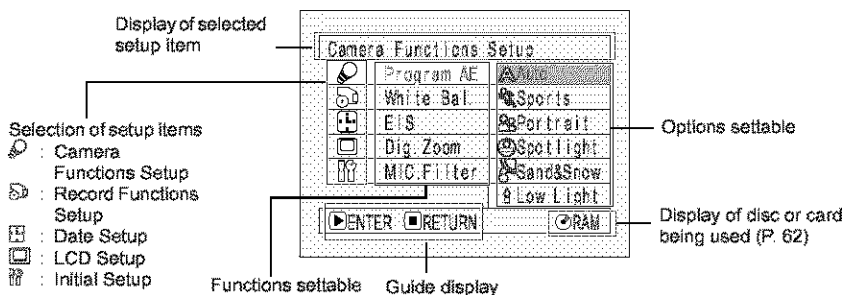 Display of selected
setup item
Camera Functions Setup
Program AE
White Bal.
EIS
Dig. Zoom
MIC.Filter
Auto
Sports
Portrait
Spotlight
Sand&Snow
Low Light
ENTER RETURN
RAM
Selection of setup items
: Camera
Functions Setup
: Record Functions
Setup
: Date Setup
: LCD Setup
: Initial Setup
Options settable
Display of disc or card
being used (P. 62)
Functions settable
Guide display